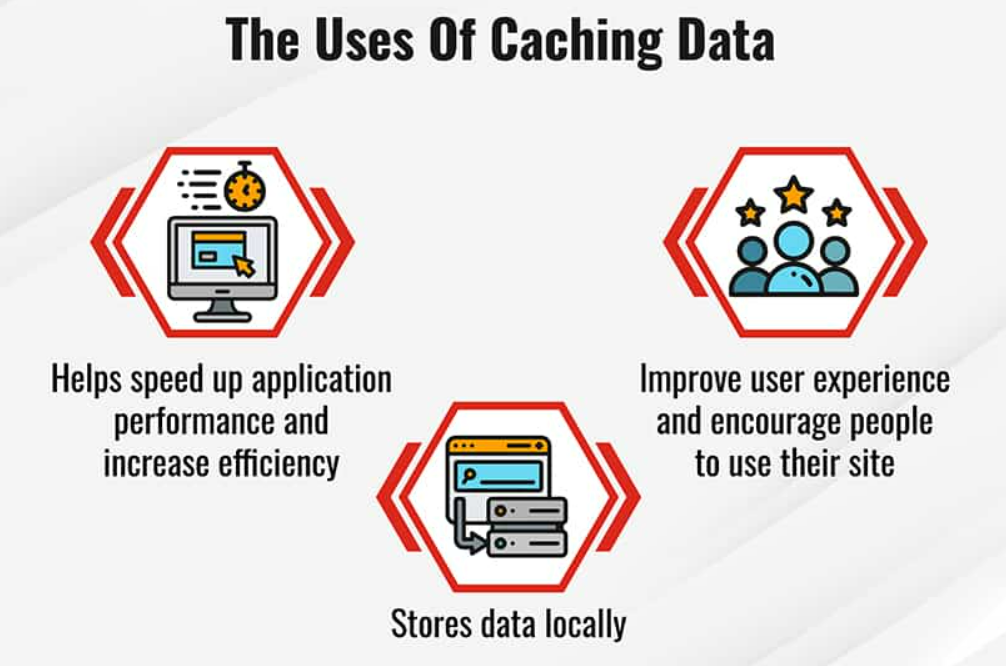 The Uses Of Caching Data
Helps speed up application
performance and
increase efficiency
Improve user experience
and encourage people
to use their site
Stores data locally